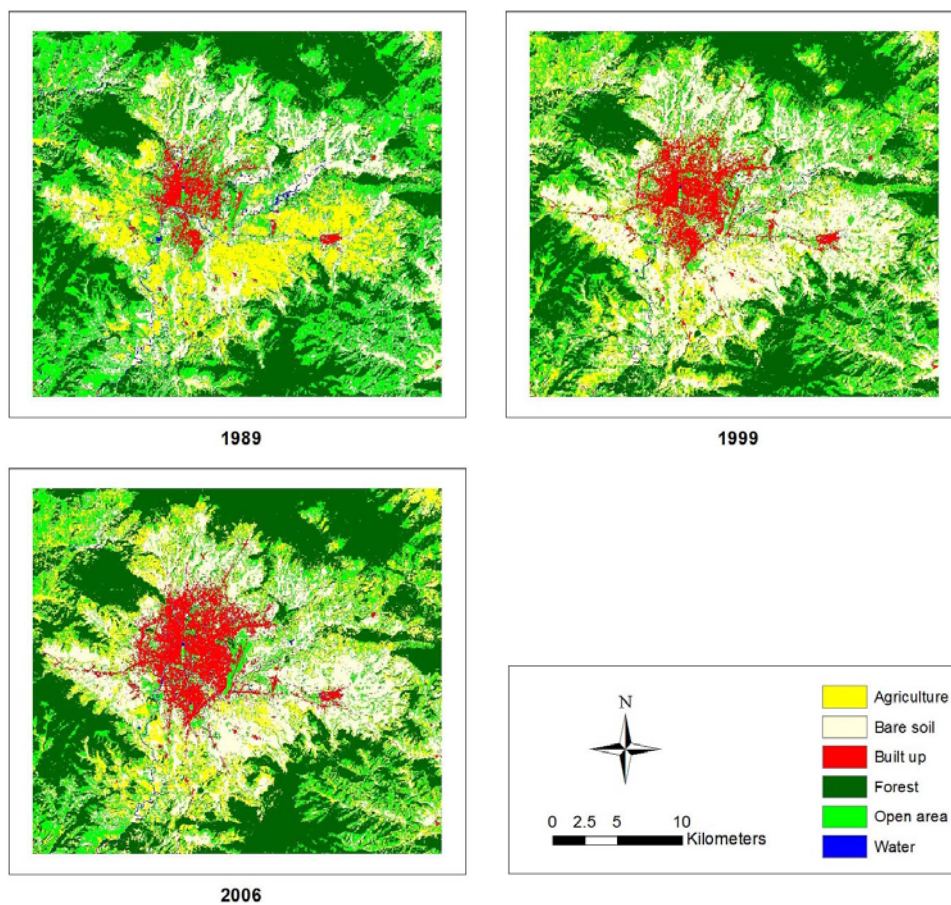 1989
1999
2006
N
0 2.5 5 10
Kilometers
Agriculture
Bare soil
Built up
Forest
Open area
Water